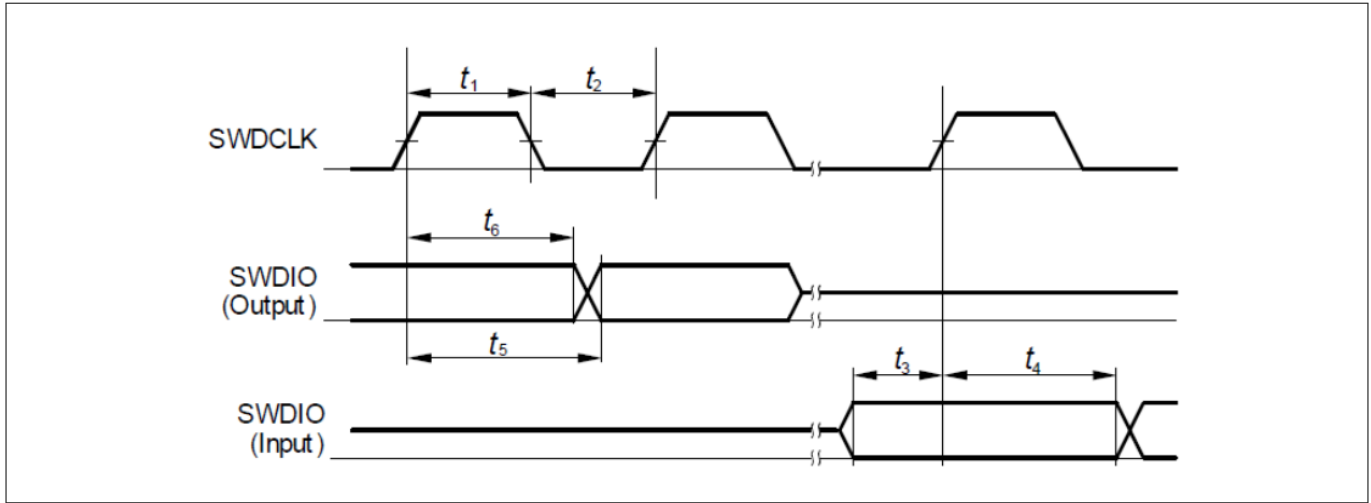 t₁ t₂
SWDCLK
t₆
SWDIO
(Output)
t₅
t₃ t₄
SWDIO
(Input)